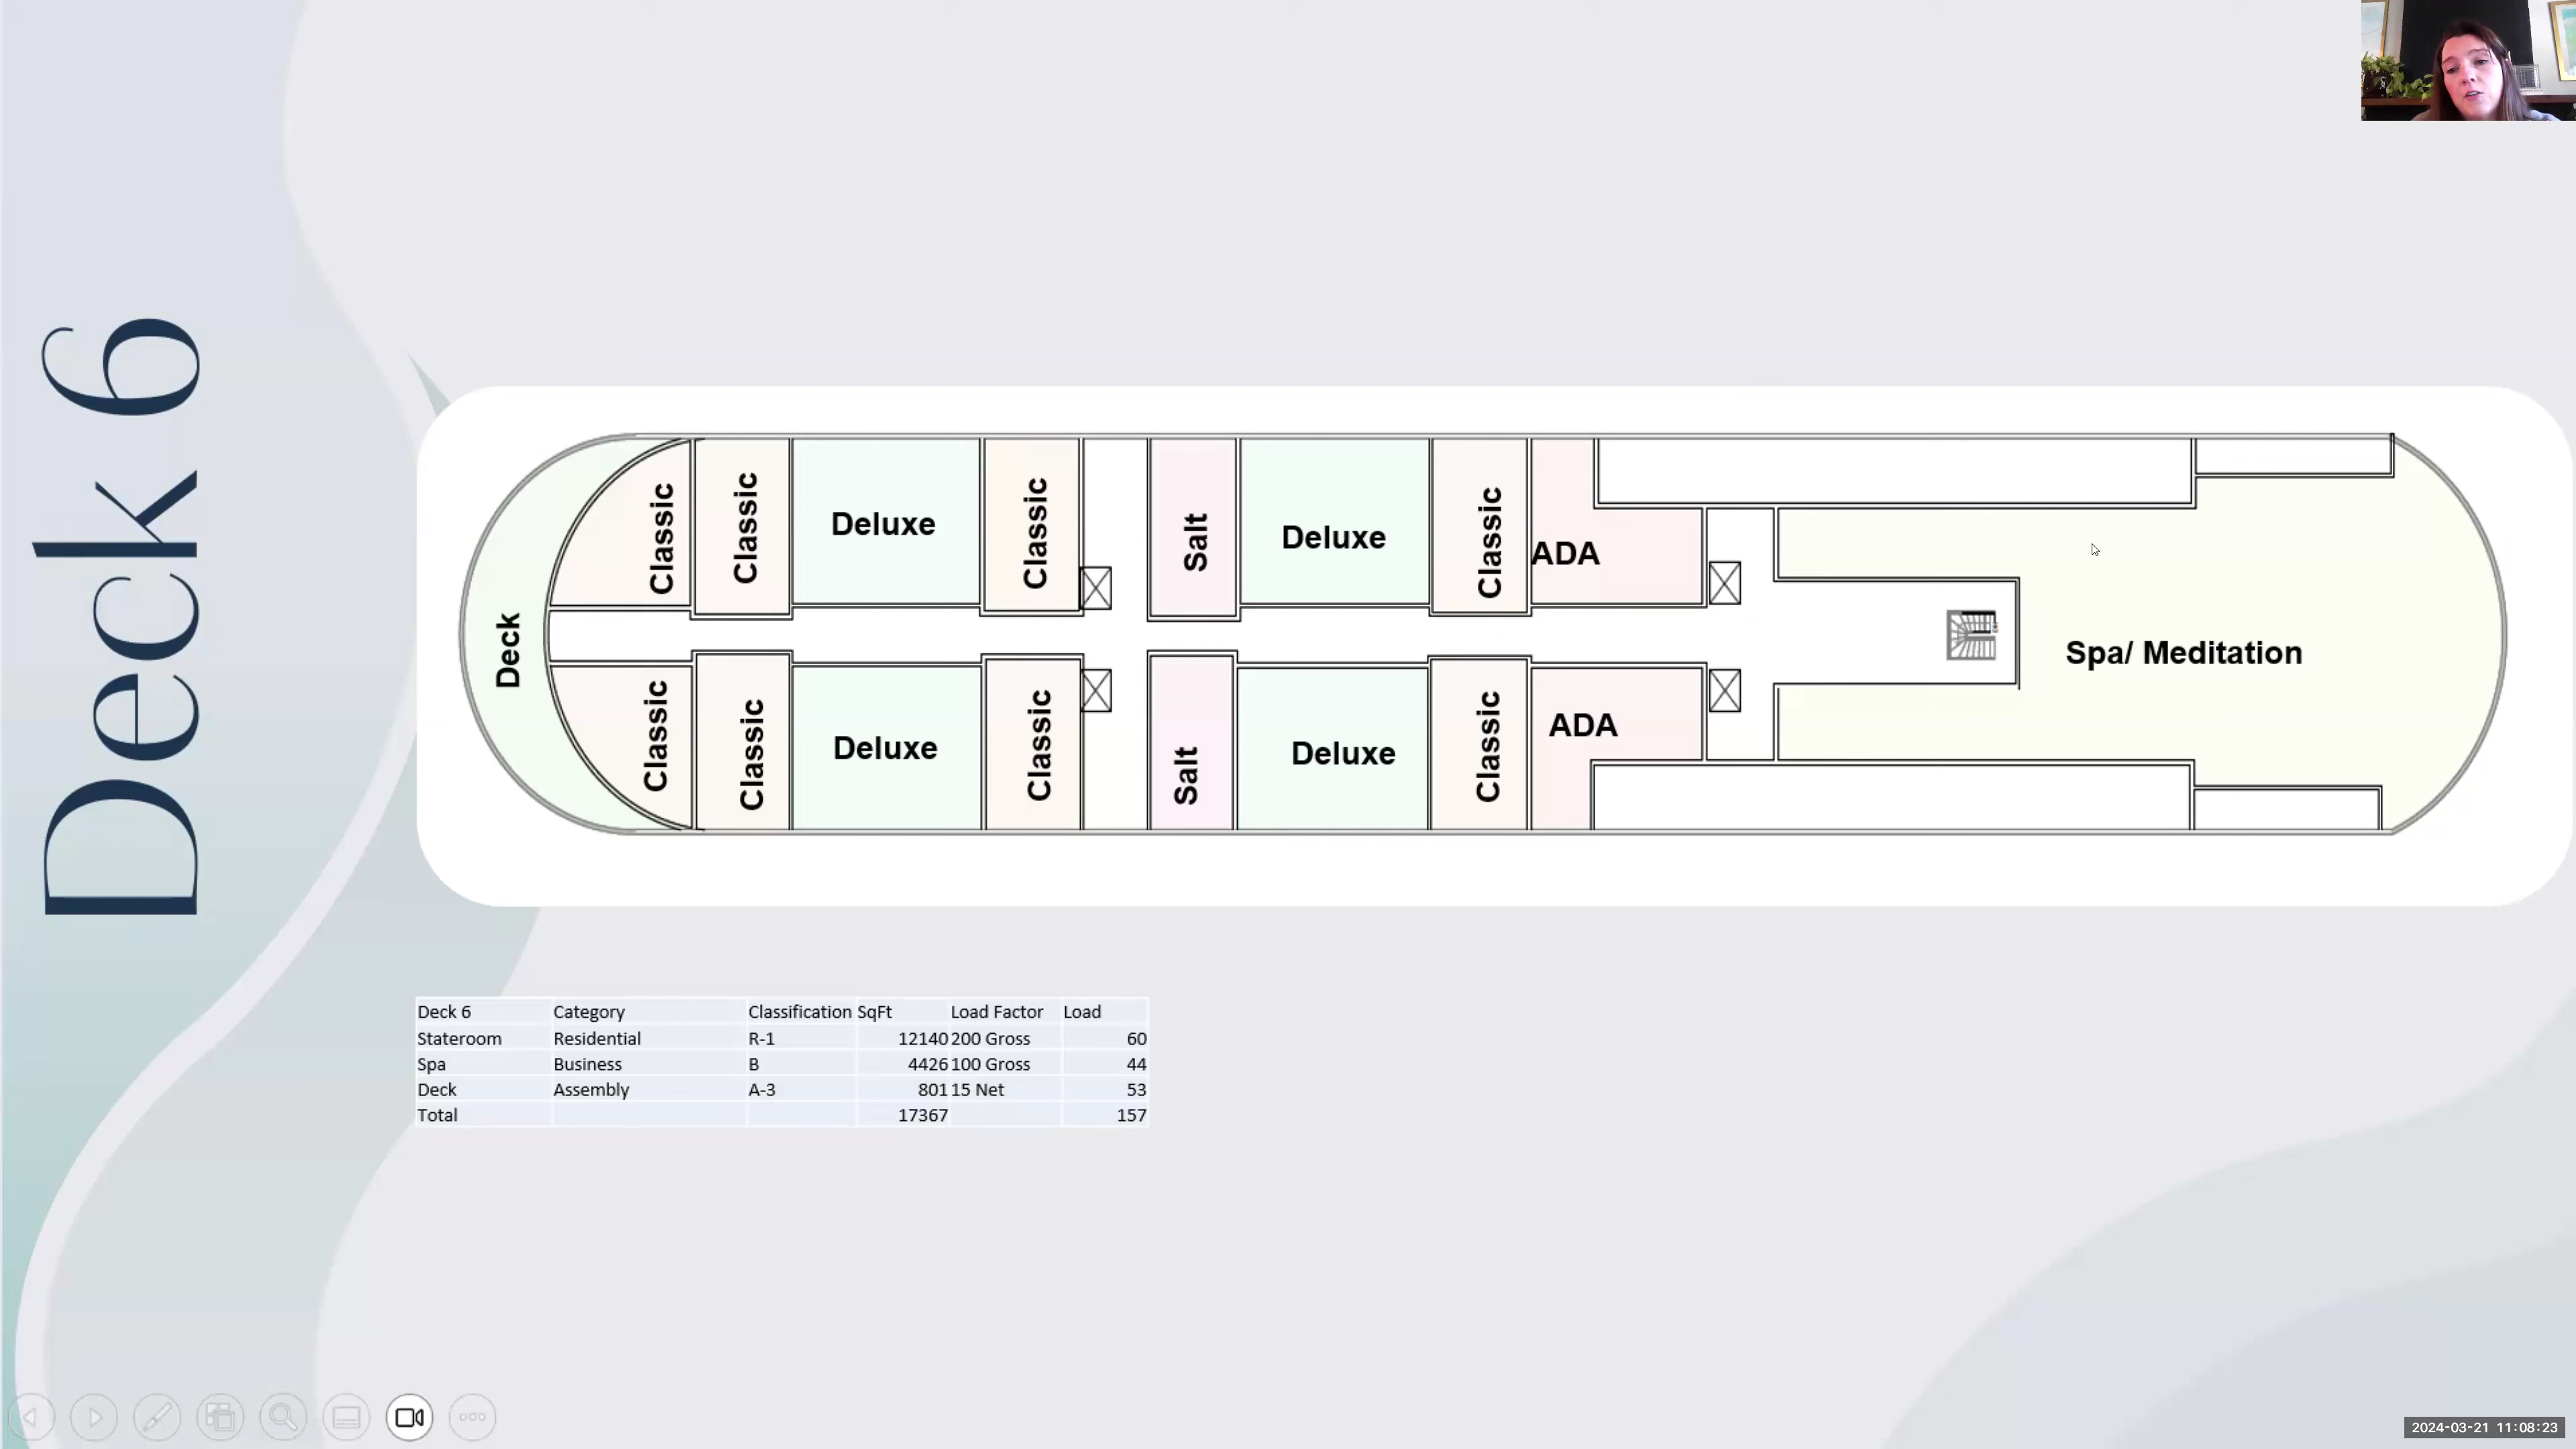 Deck 6
Classic
Classic
Deluxe
Classic
Salt
Deluxe
Classic
ADA
Deck
Spa/ Meditation
Classic
Classic
Deluxe
Classic
Salt
Deluxe
Classic
ADA
Deck 6 Category Classification SqFt Load Factor Load
Stateroom Residential R-1 12140 200 Gross 60
Spa Business B 4426 100 Gross 44
Deck Assembly A-3 801 15 Net 53
Total 17367 157
2024-03-21 11:08:23